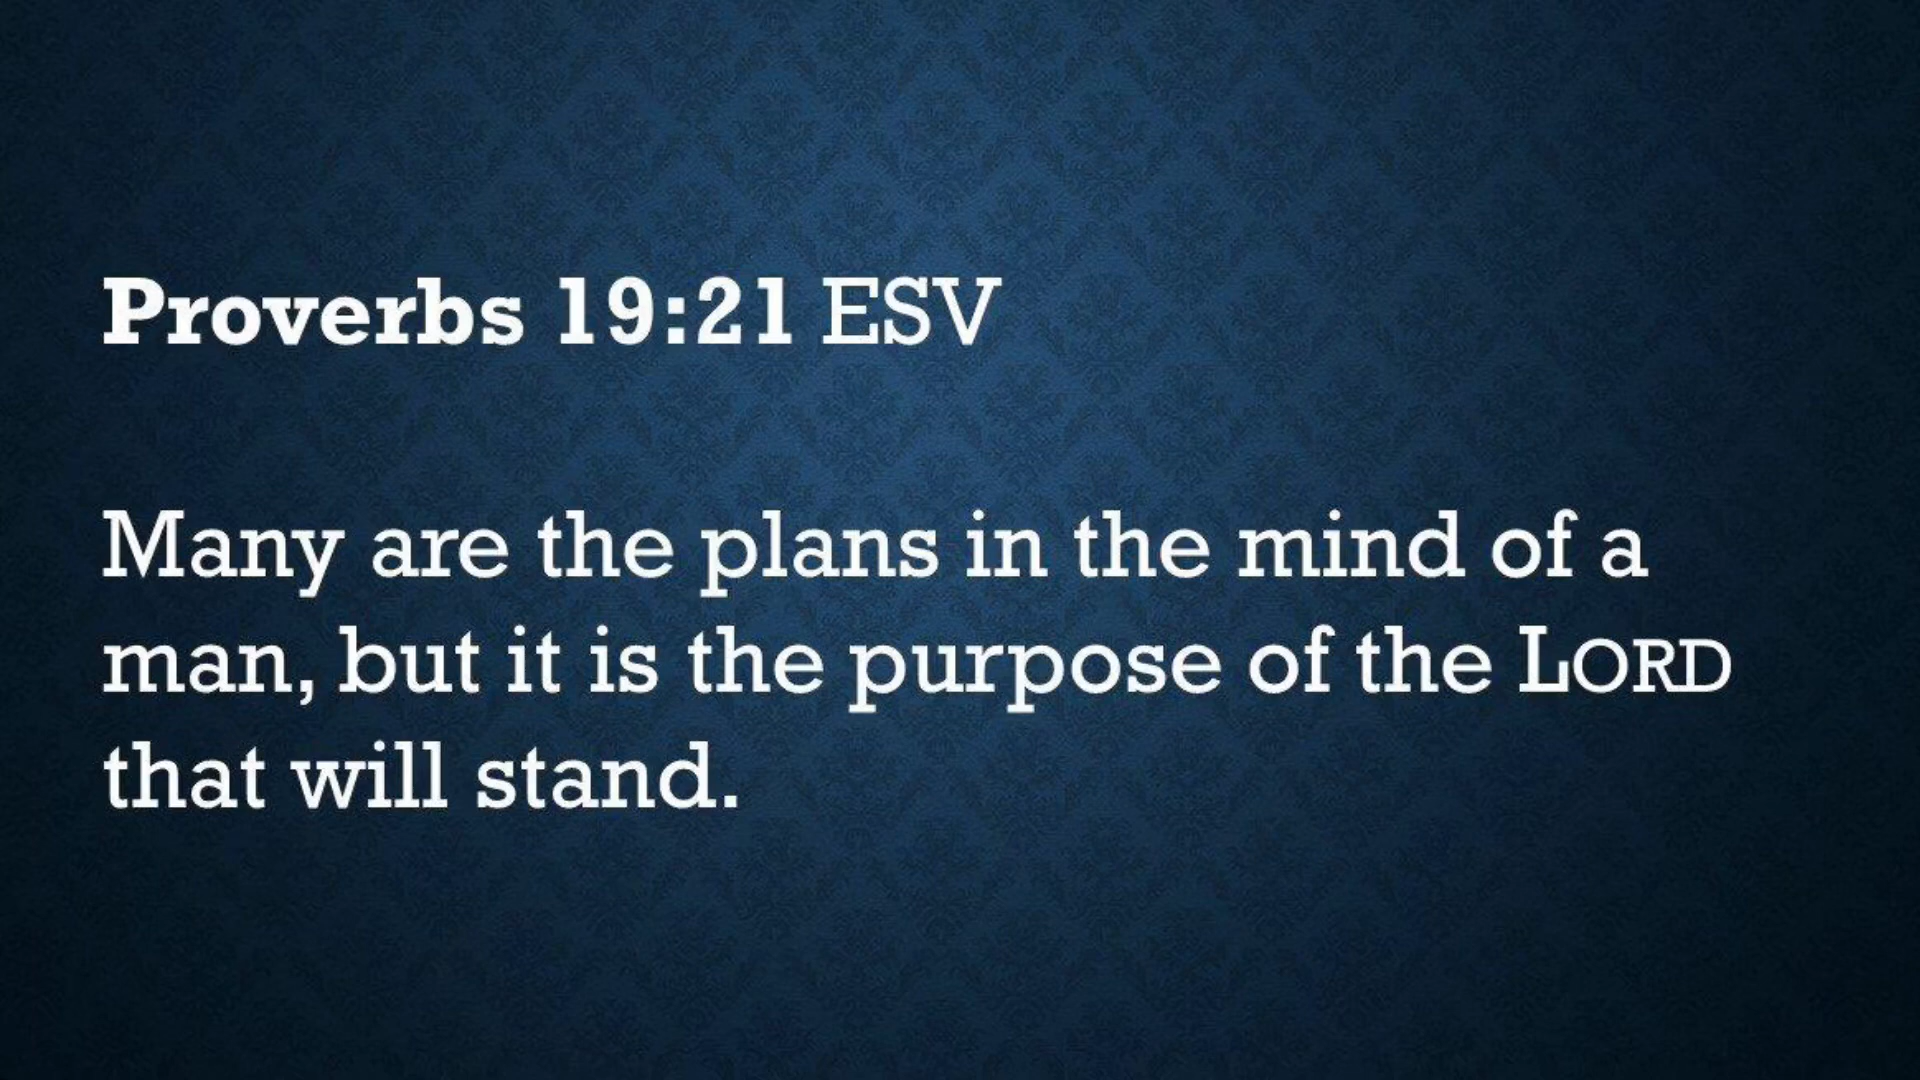 Proverbs 19:21 ESV
Many are the plans in the mind of a
man, but it is the purpose of the LORD
that will stand.